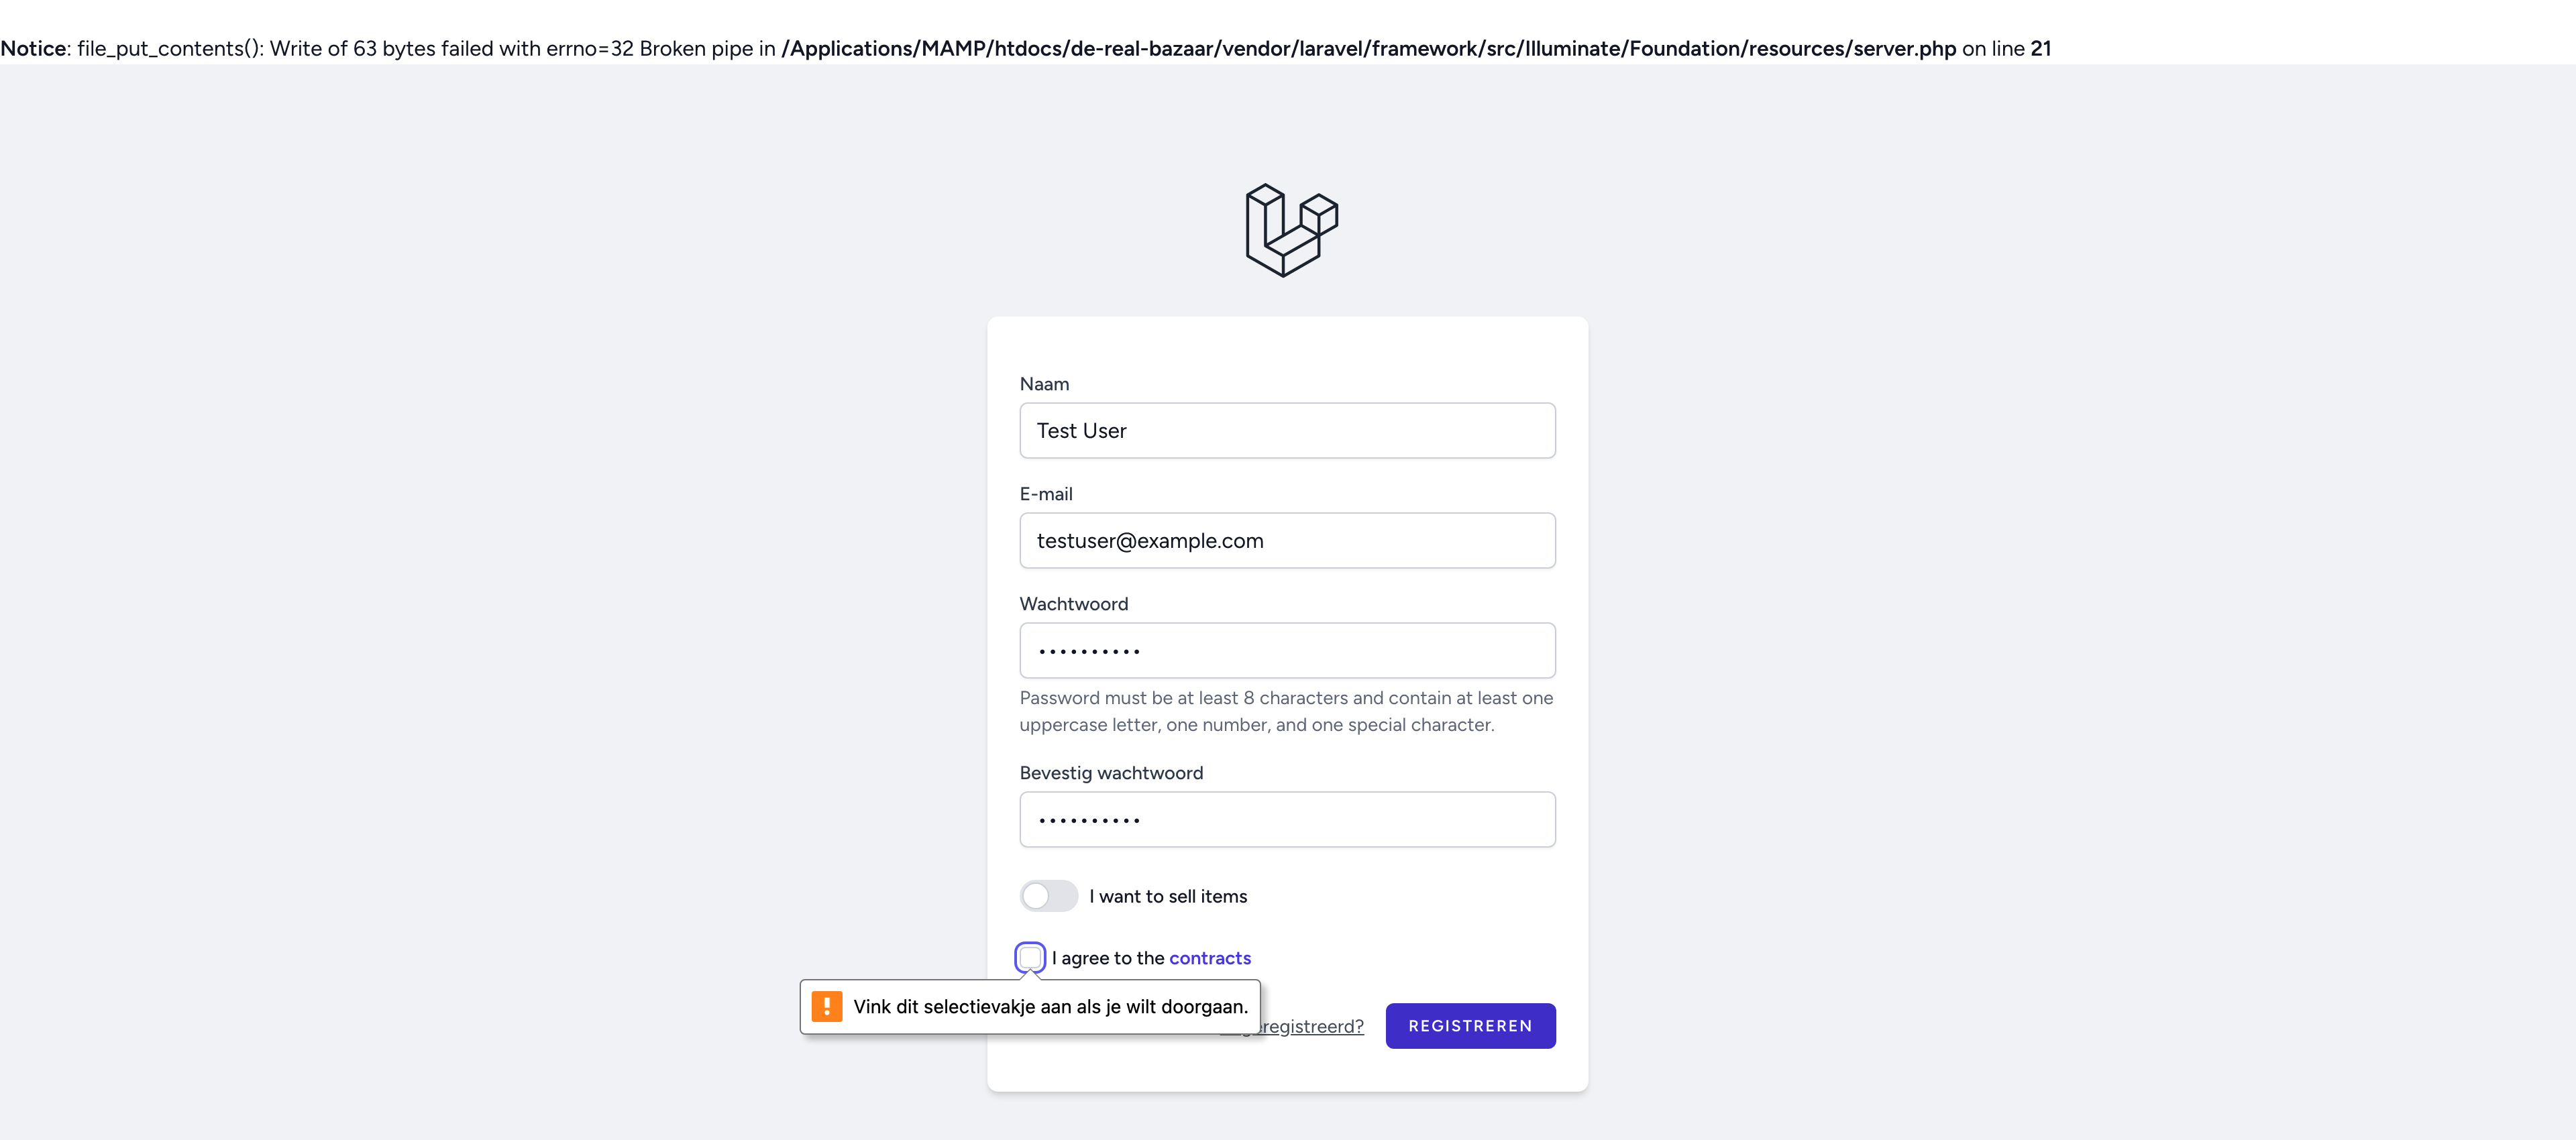 Notice: file_put_contents(): Write of 63 bytes failed with errno=32 Broken pipe in /Applications/MAMP/htdocs/de-real-bazaar/vendor/laravel/framework/src/Illuminate/Foundation/resources/server.php on line 21
Naam
Test User
E-mail
testuser@example.com
Wachtwoord
••••••••••
Password must be at least 8 characters and contain at least one
uppercase letter, one number, and one special character.
Bevestig wachtwoord
••••••••••
I want to sell items
I agree to the contracts
Vink dit selectievakje aan als je wilt doorgaan.
REGISTREREN